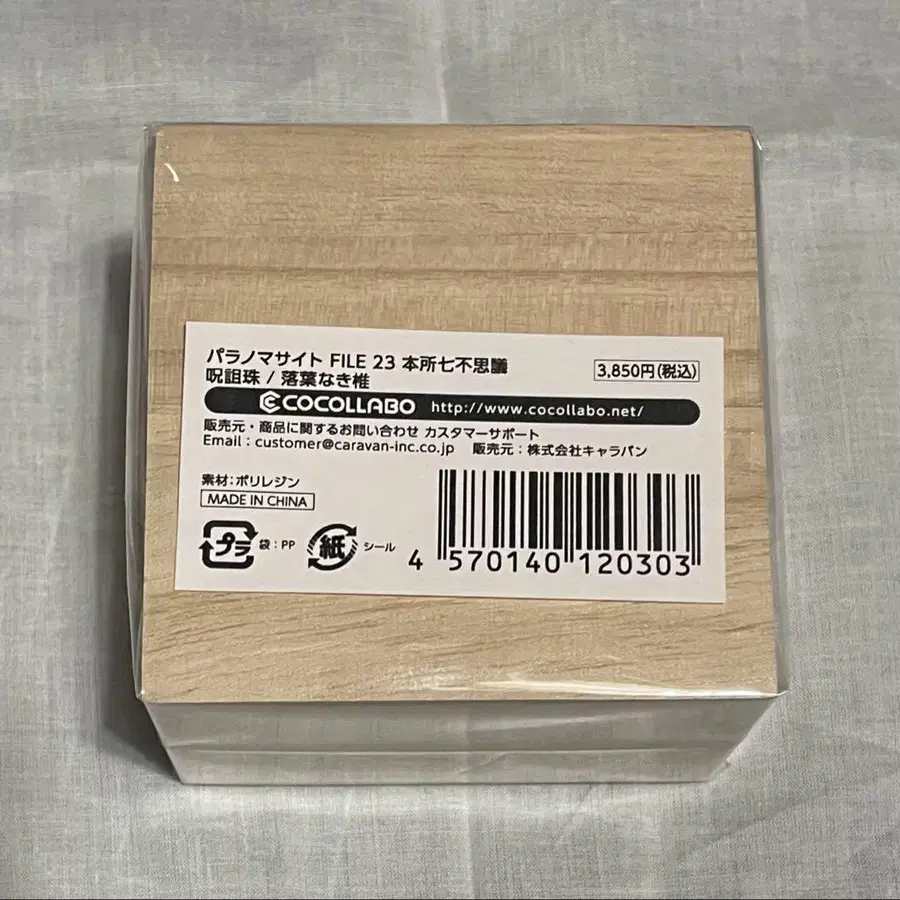 パラノマサイト FILE 23 本所七不思議
3,850円(税込)
呪詛珠 / 落葉なき椎
COCOLLABO http://www.cocollabo.net/
販売元・商品に関するお問い合わせ カスタマーサポート
Email : customer@caravan-inc.co.jp 販売元 : 株式会社キャラバン
素材:ポリレジン
MADE IN CHINA
プラ 袋 : PP 紙 シール
4 570140 120303